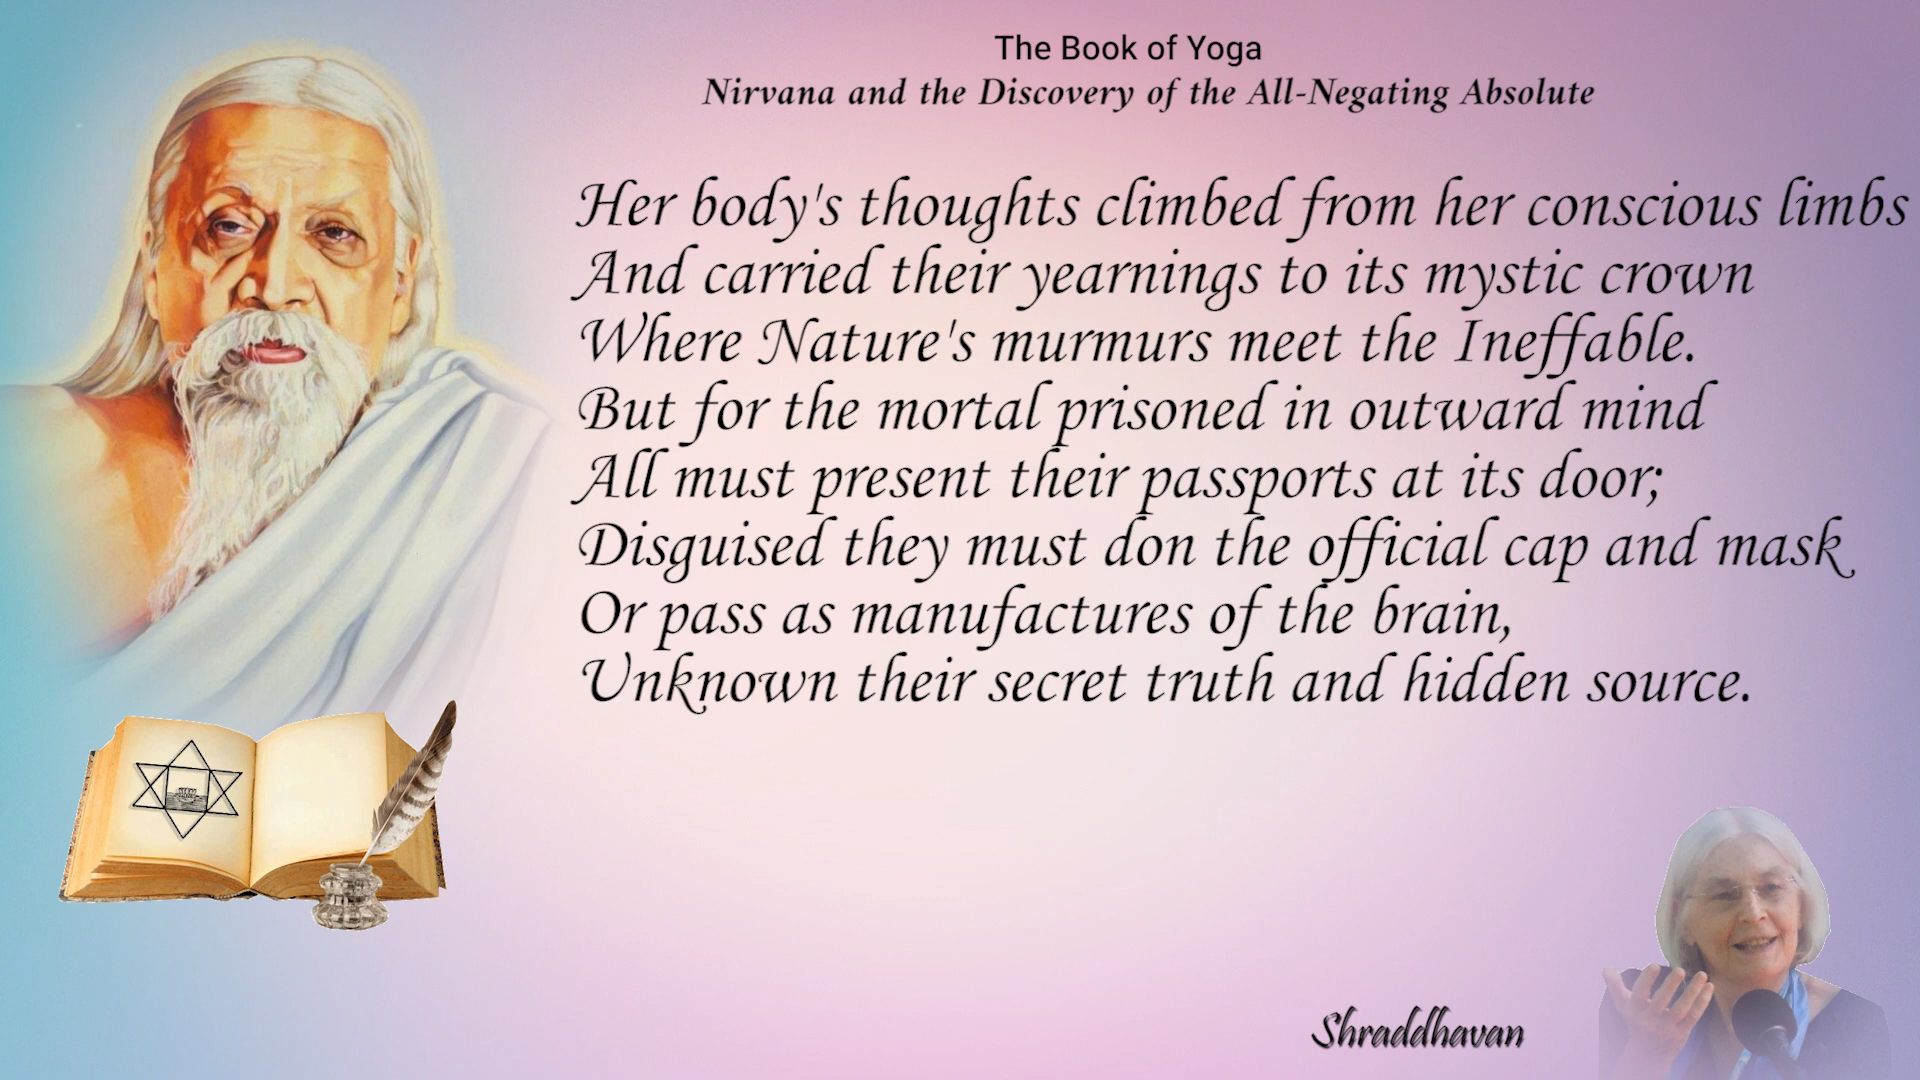 The Book of Yoga
Nirvana and the Discovery of the All-Negating Absolute
Her body's thoughts climbed from her conscious limbs
And carried their yearnings to its mystic crown
Where Nature's murmurs meet the Ineffable.
But for the mortal prisoned in outward mind
All must present their passports at its door;
Disguised they must don the official cap and mask
Or pass as manufactures of the brain,
Unknown their secret truth and hidden source.
Shraddhavan